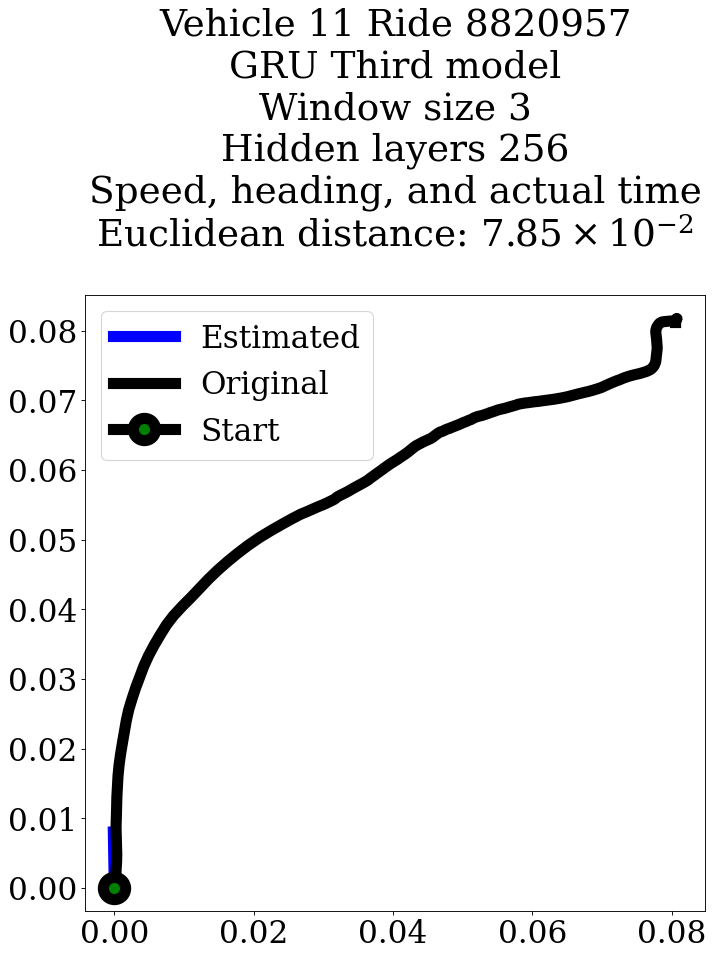 Vehicle 11 Ride 8820957
GRU Third model
Window size 3
Hidden layers 256
Speed, heading, and actual time
Euclidean distance: 7.85 × 10⁻²
Estimated
Original
Start
0.08
0.07
0.06
0.05
0.04
0.03
0.02
0.01
0.00
0.00 0.02 0.04 0.06 0.08